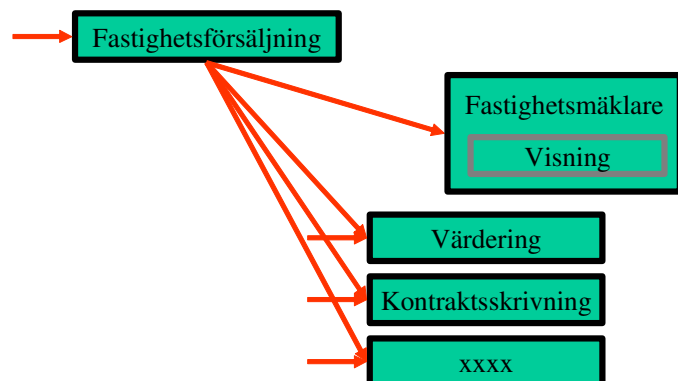 Fastighetsförsäljning
Fastighetsmäklare
Visning
Värdering
Kontraktsskrivning
xxxx